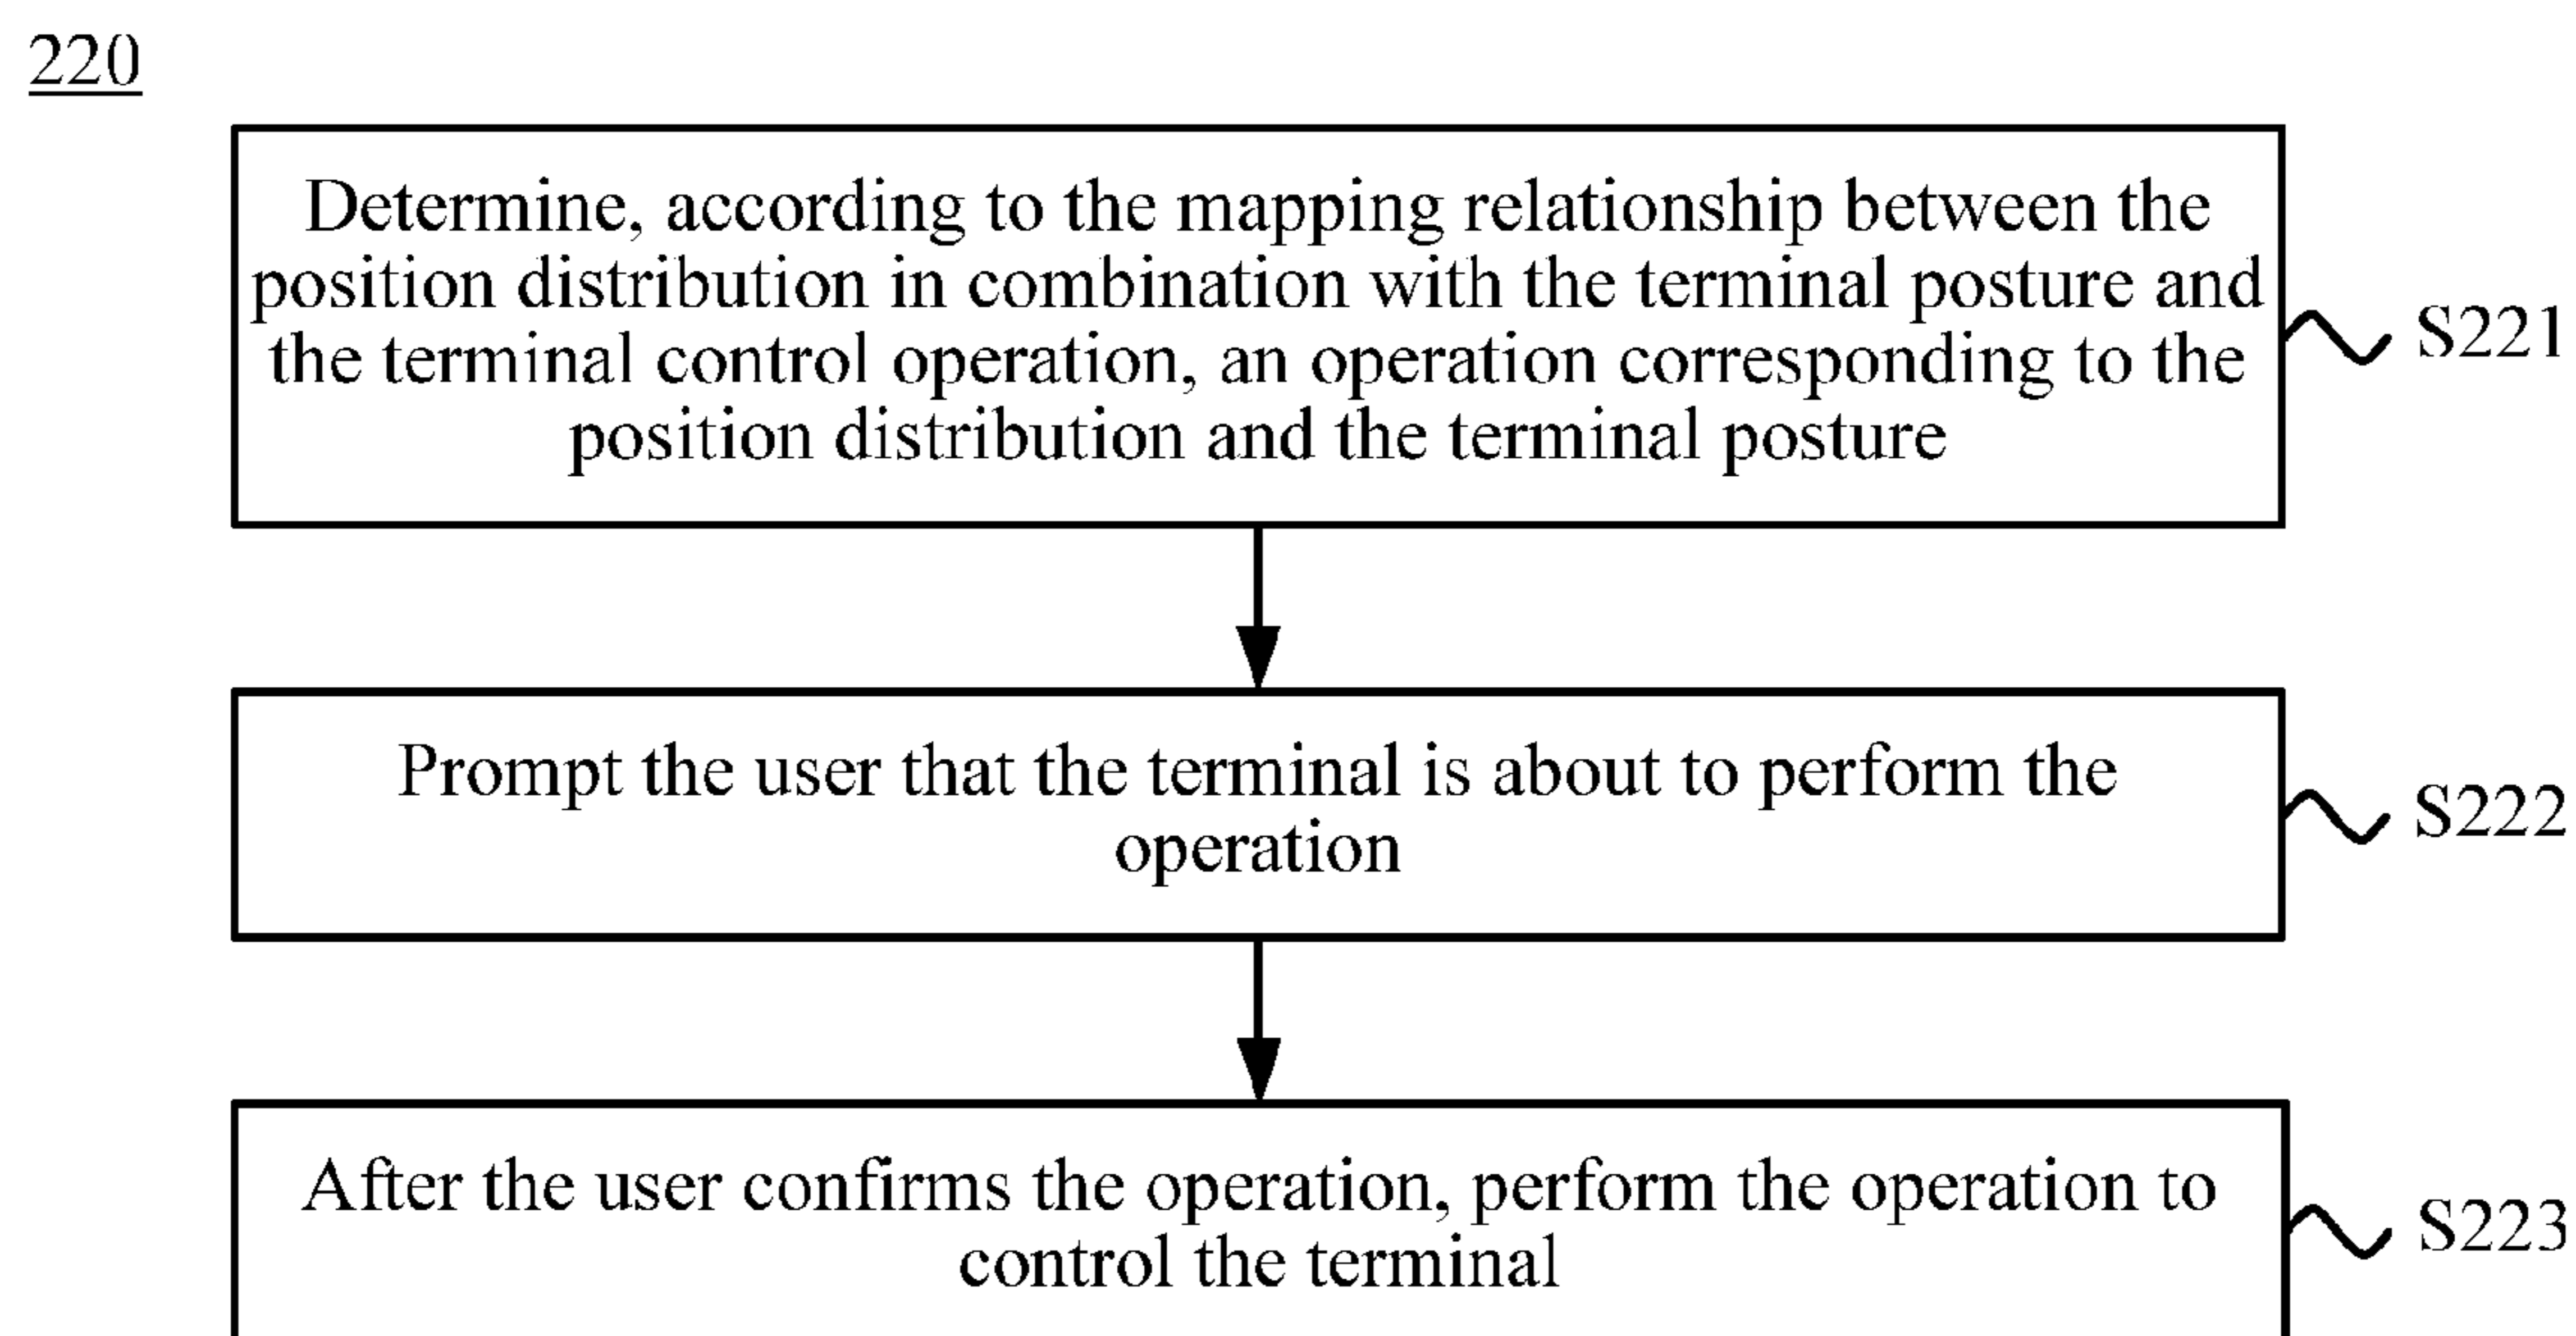 220
Determine, according to the mapping relationship between the
position distribution in combination with the terminal posture and
the terminal control operation, an operation corresponding to the
position distribution and the terminal posture
S221
Prompt the user that the terminal is about to perform the
operation
S222
After the user confirms the operation, perform the operation to
control the terminal
S223